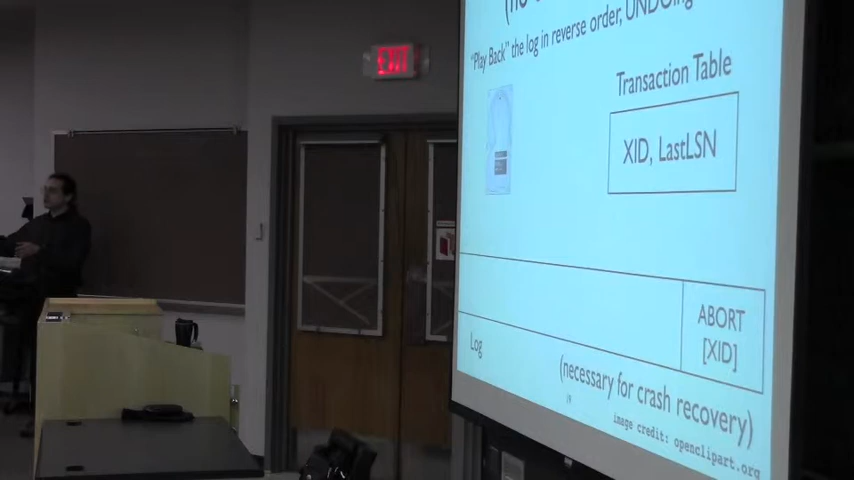 EXIT
"Play Back" the log in reverse order, UNDOing
Transaction Table
XID, LastLSN
ABORT
[XID]
Log
(necessary for crash recovery)
19
image credit: openclipart.org